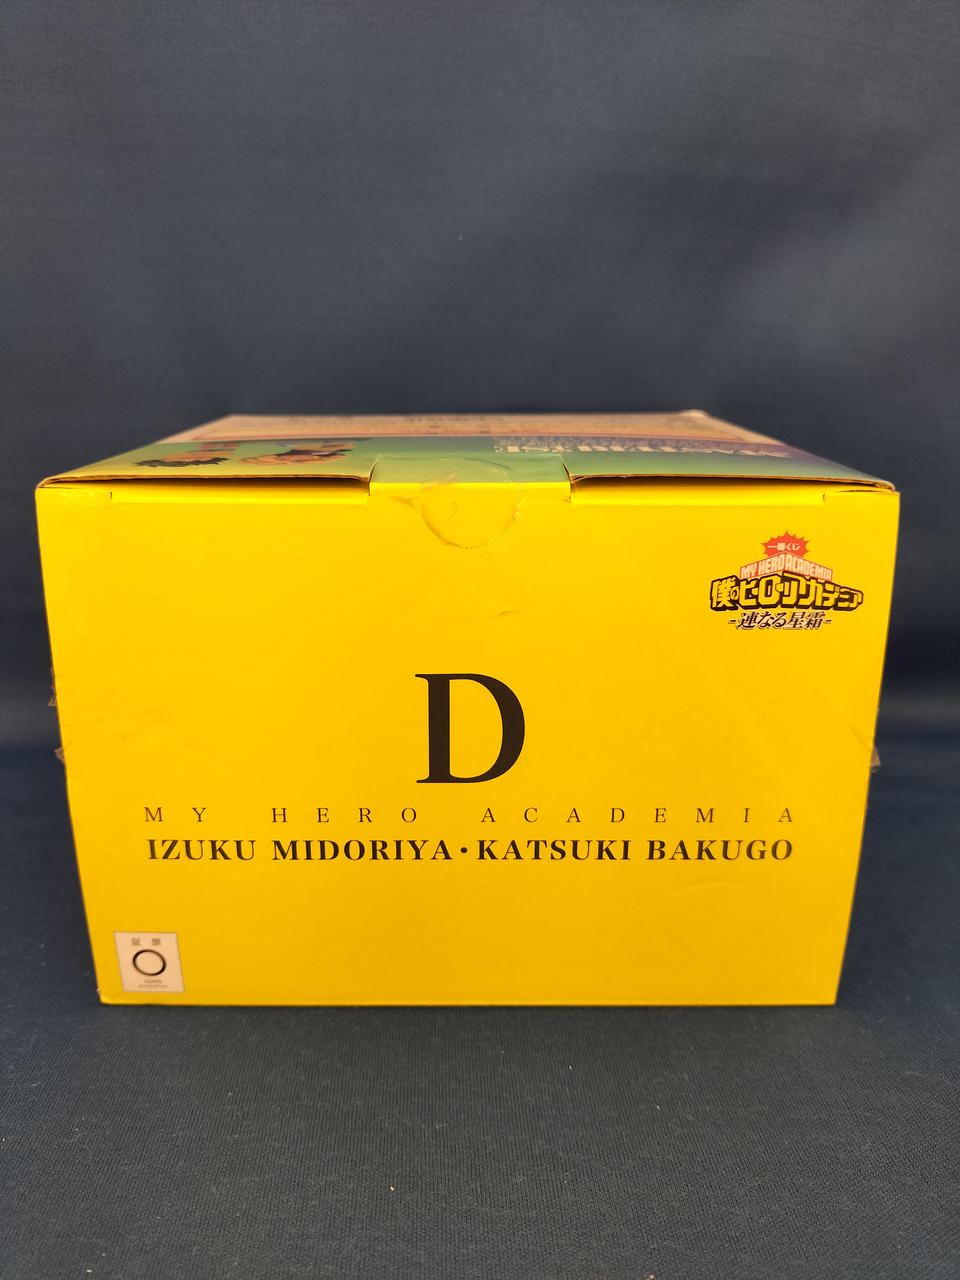 一番くじ
MY HERO ACADEMIA
僕のヒーローアカデミア
-連なる星霜-
D
MY HERO ACADEMIA
IZUKU MIDORIYA・KATSUKI BAKUGO
証票
TOHO